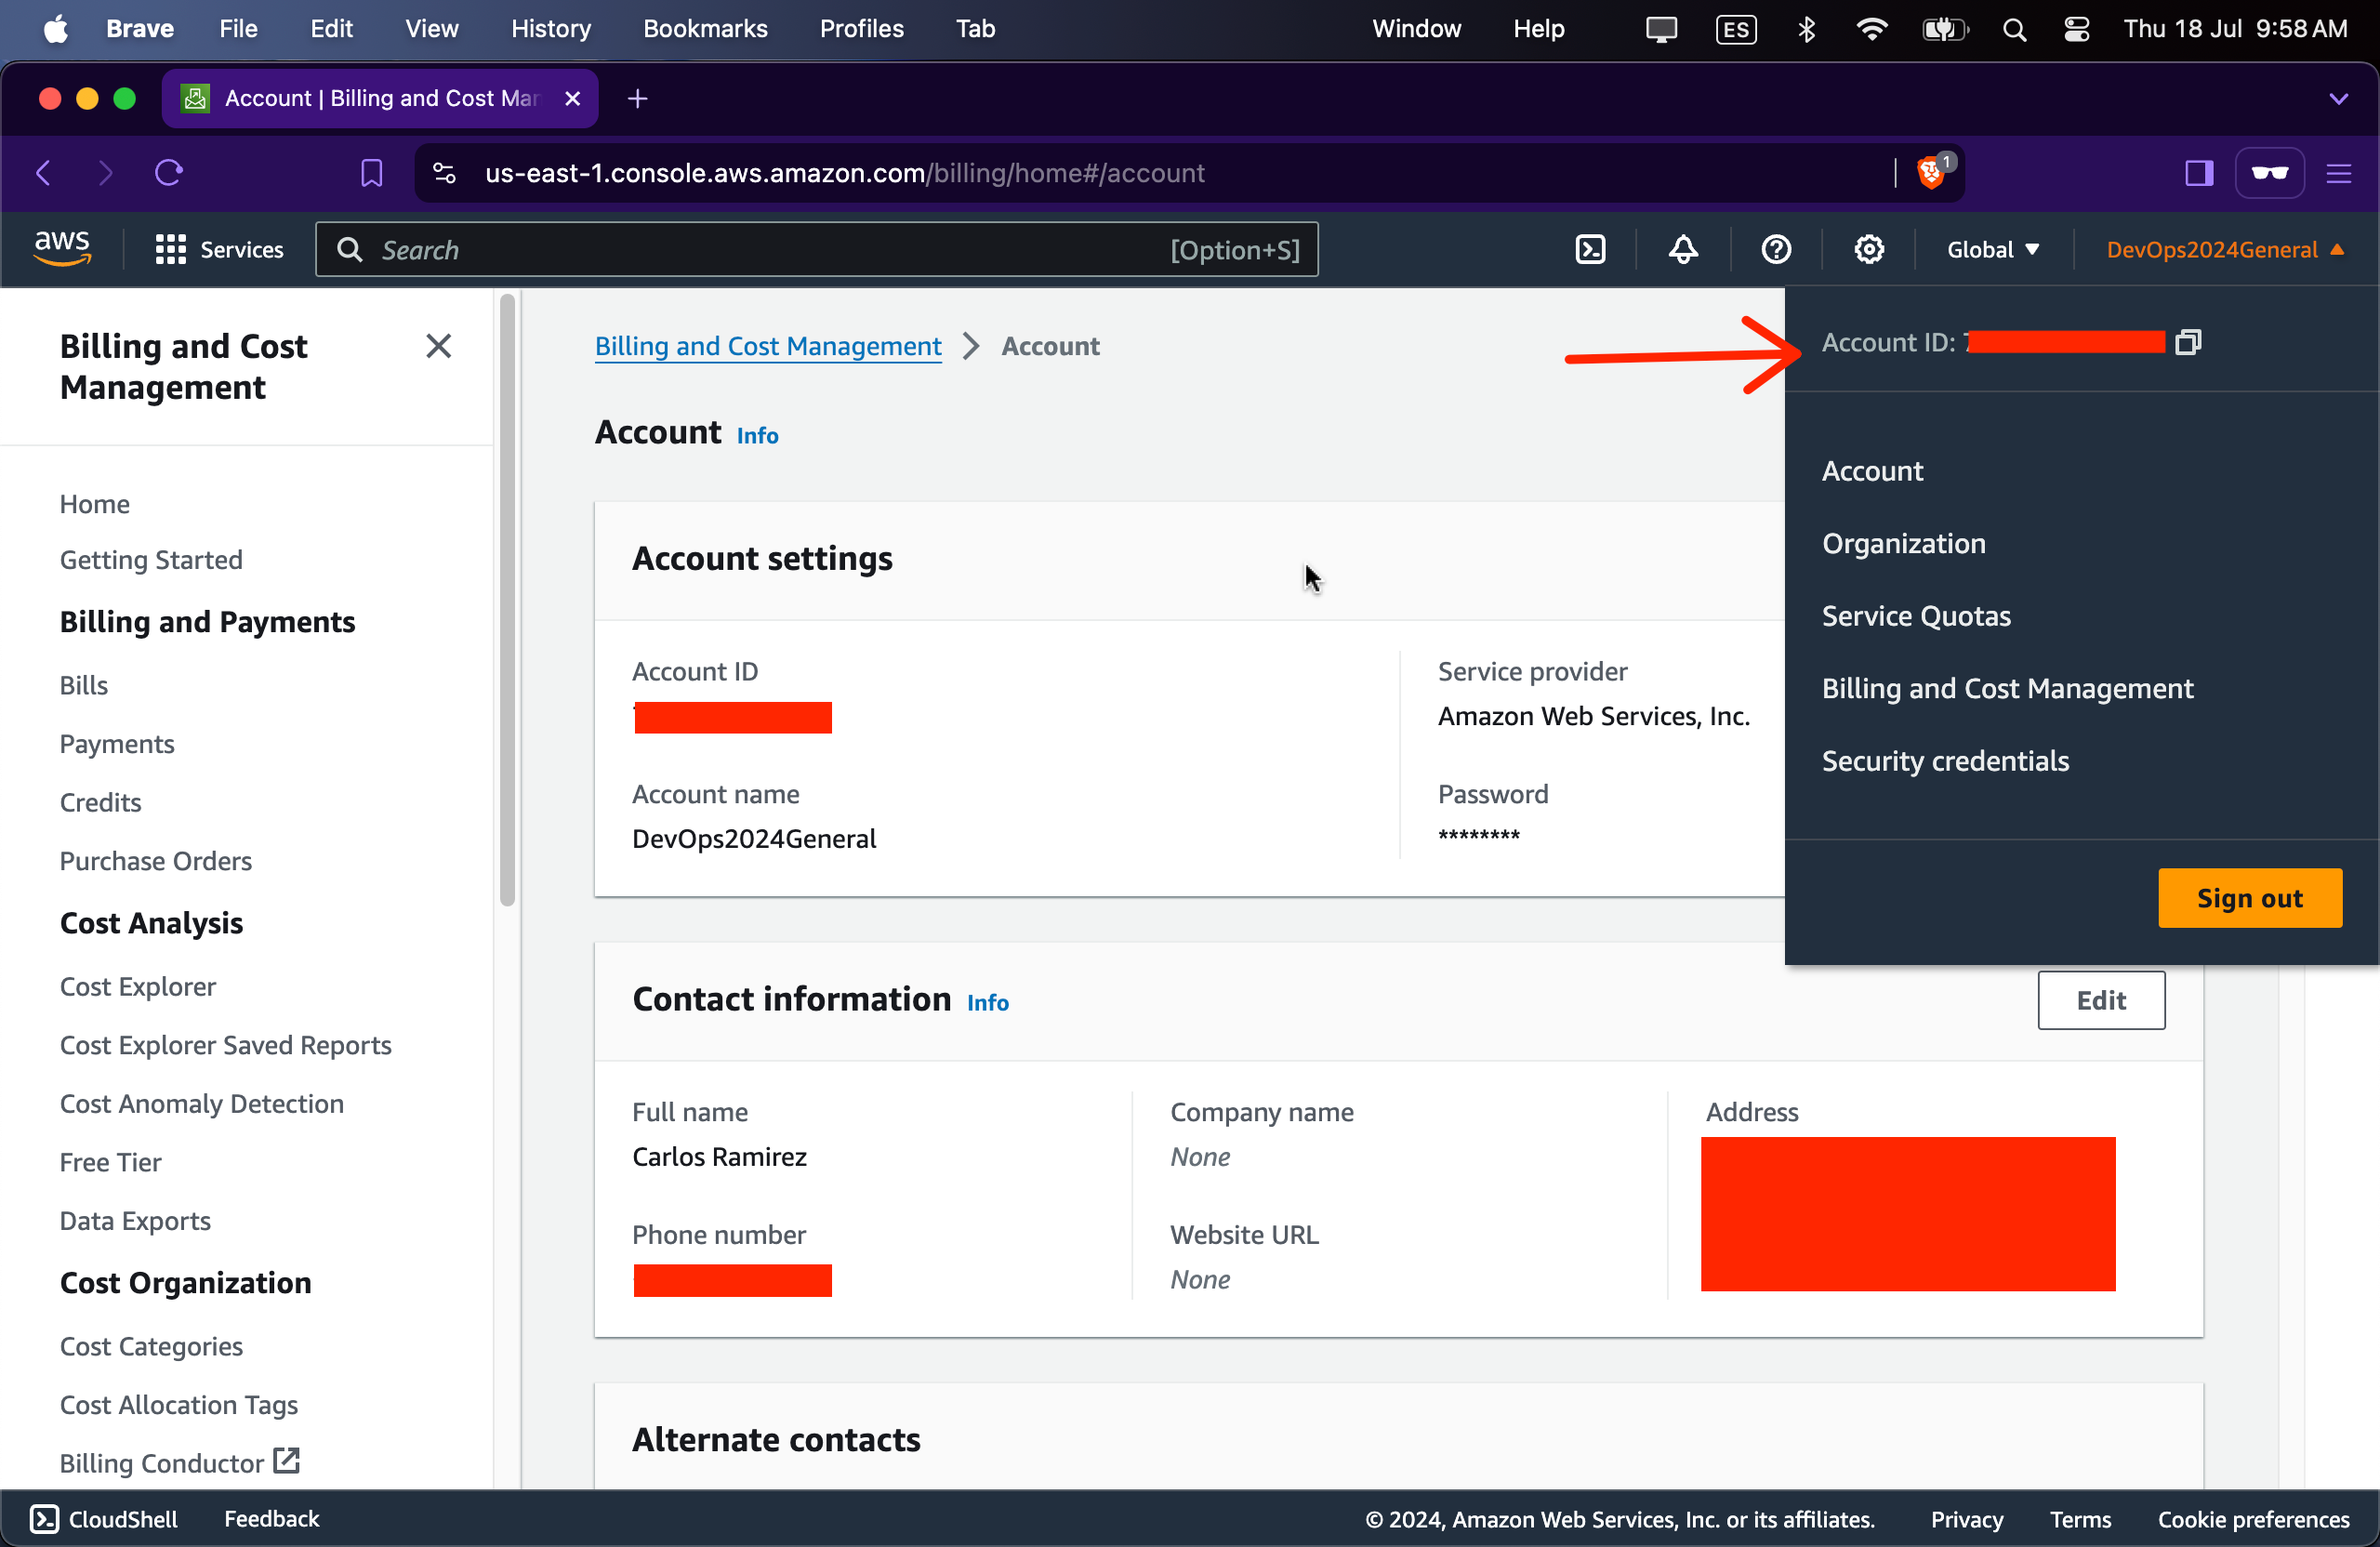 Brave File Edit View History Bookmarks Profiles Tab Window Help ES Thu 18 Jul 9:58 AM
Account | Billing and Cost Mar
us-east-1.console.aws.amazon.com/billing/home#/account 1
aws Services Search [Option+S] Global DevOps2024General
Billing and Cost
Management
Home
Getting Started
Billing and Payments
Bills
Payments
Credits
Purchase Orders
Cost Analysis
Cost Explorer
Cost Explorer Saved Reports
Cost Anomaly Detection
Free Tier
Data Exports
Cost Organization
Cost Categories
Cost Allocation Tags
Billing Conductor
Billing and Cost Management > Account
Account Info
Account settings
Account ID
Service provider
Amazon Web Services, Inc.
Account name
DevOps2024General
Password
********
Contact information Info
Edit
Full name
Carlos Ramirez
Phone number
Company name
None
Website URL
None
Address
Alternate contacts
Account ID:
Account
Organization
Service Quotas
Billing and Cost Management
Security credentials
Sign out
CloudShell Feedback © 2024, Amazon Web Services, Inc. or its affiliates. Privacy Terms Cookie preferences